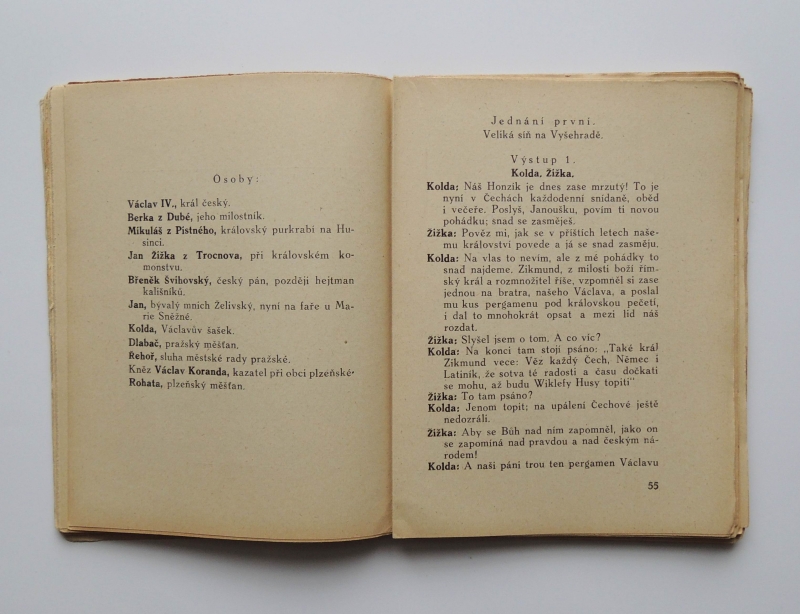 Osoby:
Václav IV., král český.
Berka z Dubé, jeho milostník.
Mikuláš z Pistného, královský purkrabí na Hu-
sinci.
Jan Žižka z Trocnova, při královském ko-
monstvu.
Břeněk Švihovský, český pán, později hejtman
kališníků.
Jan, bývalý mnich Želivský, nyní na faře u Ma-
rie Sněžné.
Kolda, Václavův šašek.
Dlabač, pražský měšťan.
Řehoř, sluha městské rady pražské.
Kněz Václav Koranda, kazatel při obci plzeňské.
Rohata, plzeňský měšťan.
Jednání první.
Veliká síň na Vyšehradě.
Výstup 1.
Kolda, Žižka.
Kolda: Náš Honzík je dnes zase mrzutý! To je
nyní v Čechách každodenní snídaně, oběd
i večeře. Poslyš, Janoušku, povím ti novou
pohádku; snad se zasměješ.
Žižka: Pověz mi, jak se v příštích letech naše-
mu království povede a já se snad zasměju.
Kolda: Na vlas to nevím, ale z mé pohádky to
snad najdeme. Zikmund, z milosti boží řím-
ský král a rozmnožitel říše, vzpomněl si zase
jednou na bratra, našeho Václava, a poslal
mu kus pergamenu pod královskou pečetí,
i dal to mnohokrát opsat a mezi lid náš
rozdat.
Žižka: Slyšel jsem o tom. A co víc?
Kolda: Na konci tam stojí psáno: „Také král
Zikmund vece: Věz každý Čech, Němec i
Latiník, že sotva té radosti a času dočkati
se mohu, až budu Wiklefy Husy topiti“
Žižka: To tam psáno?
Kolda: Jenom topit; na upálení Čechové ještě
nedozráli.
Žižka: Aby se Bůh nad ním zapomněl, jako on
se zapomíná nad pravdou a nad českým ná-
rodem!
Kolda: A naši páni trou ten pergamen Václavu
55